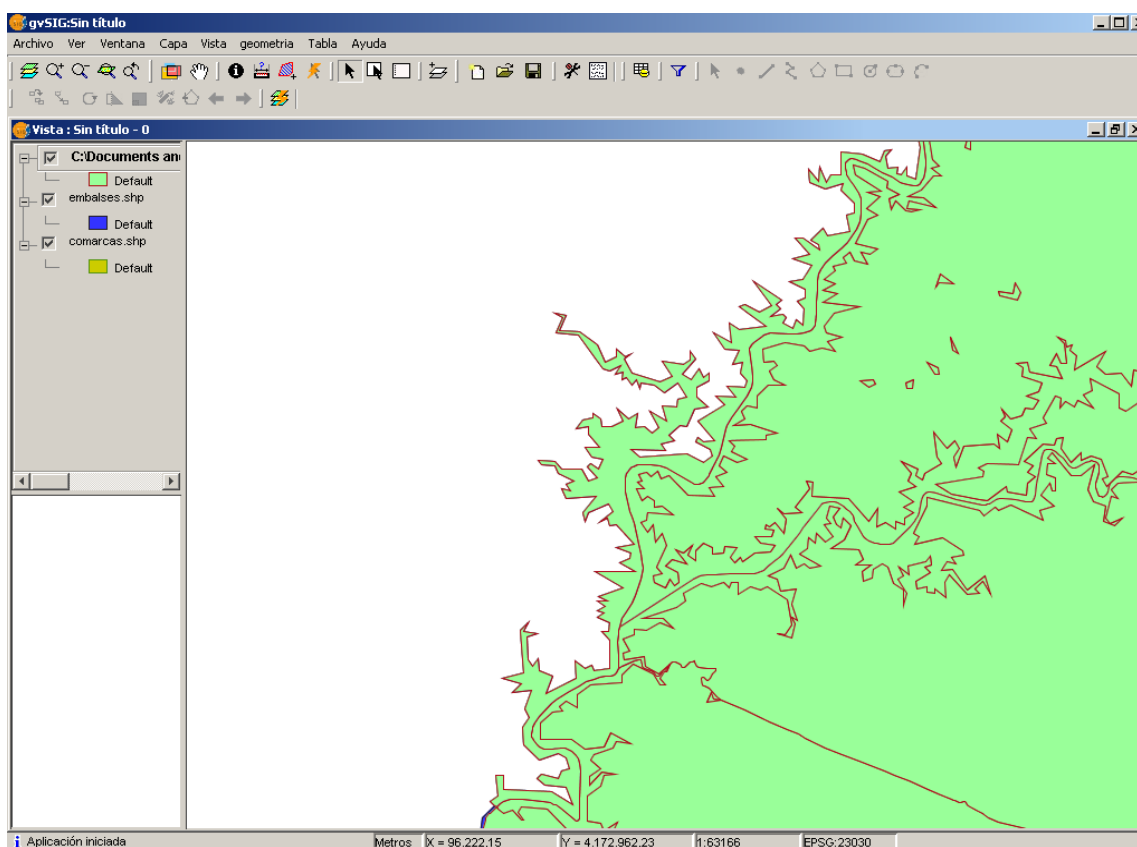 gvSIG:Sin título
Archivo Ver Ventana Capa Vista geometria Tabla Ayuda
Vista : Sin título - 0
C:\Documents and
Default
embalses.shp
Default
comarcas.shp
Default
Aplicación iniciada Metros X = 96.222,15 Y = 4.172.962,23 1:63166 EPSG:23030